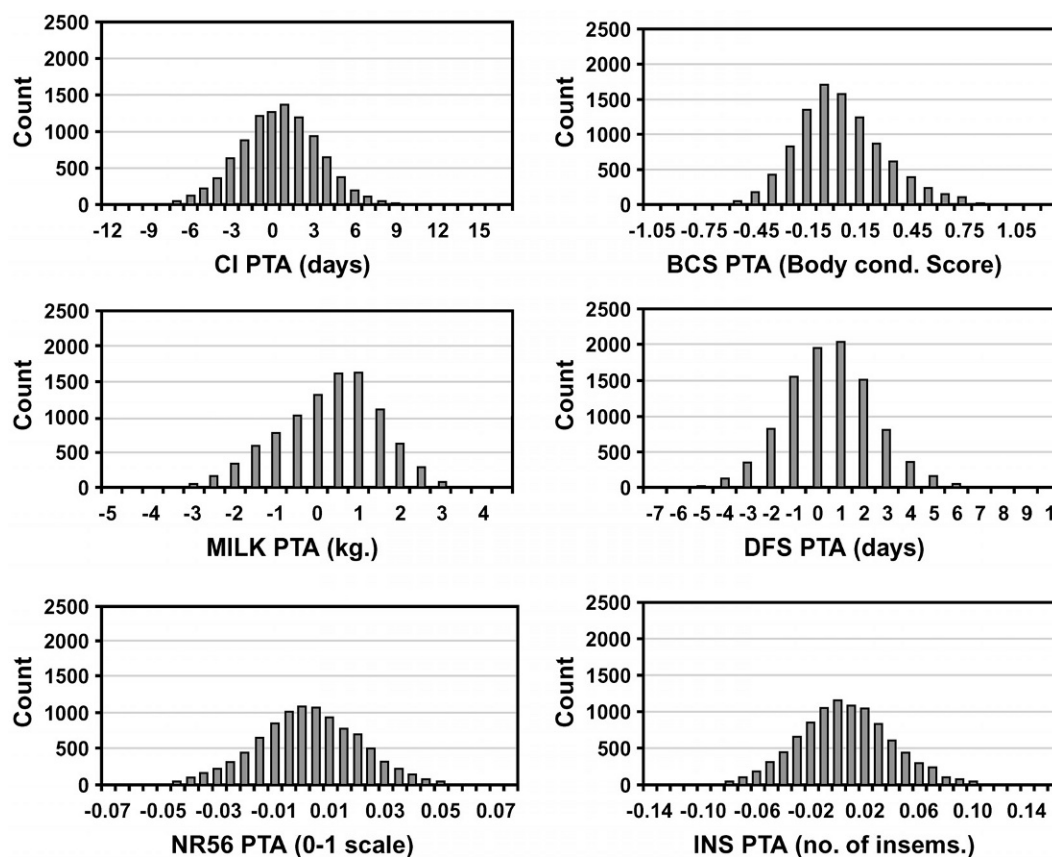 2500
2000
1500
1000
500
0
Count
-12 -9 -6 -3 0 3 6 9 12 15
CI PTA (days)
2500
2000
1500
1000
500
0
Count
-1.05 -0.75 -0.45 -0.15 0.15 0.45 0.75 1.05
BCS PTA (Body cond. Score)
2500
2000
1500
1000
500
0
Count
-5 -4 -3 -2 -1 0 1 2 3 4
MILK PTA (kg.)
2500
2000
1500
1000
500
0
Count
-7 -6 -5 -4 -3 -2 -1 0 1 2 3 4 5 6 7 8 9 1
DFS PTA (days)
2500
2000
1500
1000
500
0
Count
-0.07 -0.05 -0.03 -0.01 0.01 0.03 0.05 0.07
NR56 PTA (0-1 scale)
2500
2000
1500
1000
500
0
Count
-0.14 -0.10 -0.06 -0.02 0.02 0.06 0.10 0.14
INS PTA (no. of insems.)